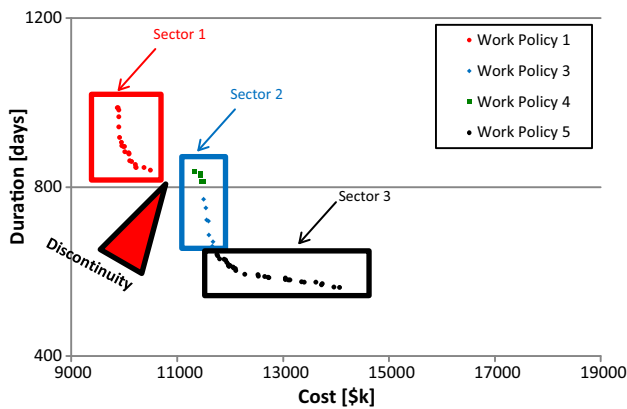 1200
Sector 1
Work Policy 1
Work Policy 3
Work Policy 4
Work Policy 5
Sector 2
1000
Duration [days]
800
Sector 3
Discontinuity
400
9000 11000 13000 15000 17000 19000
Cost [$k]